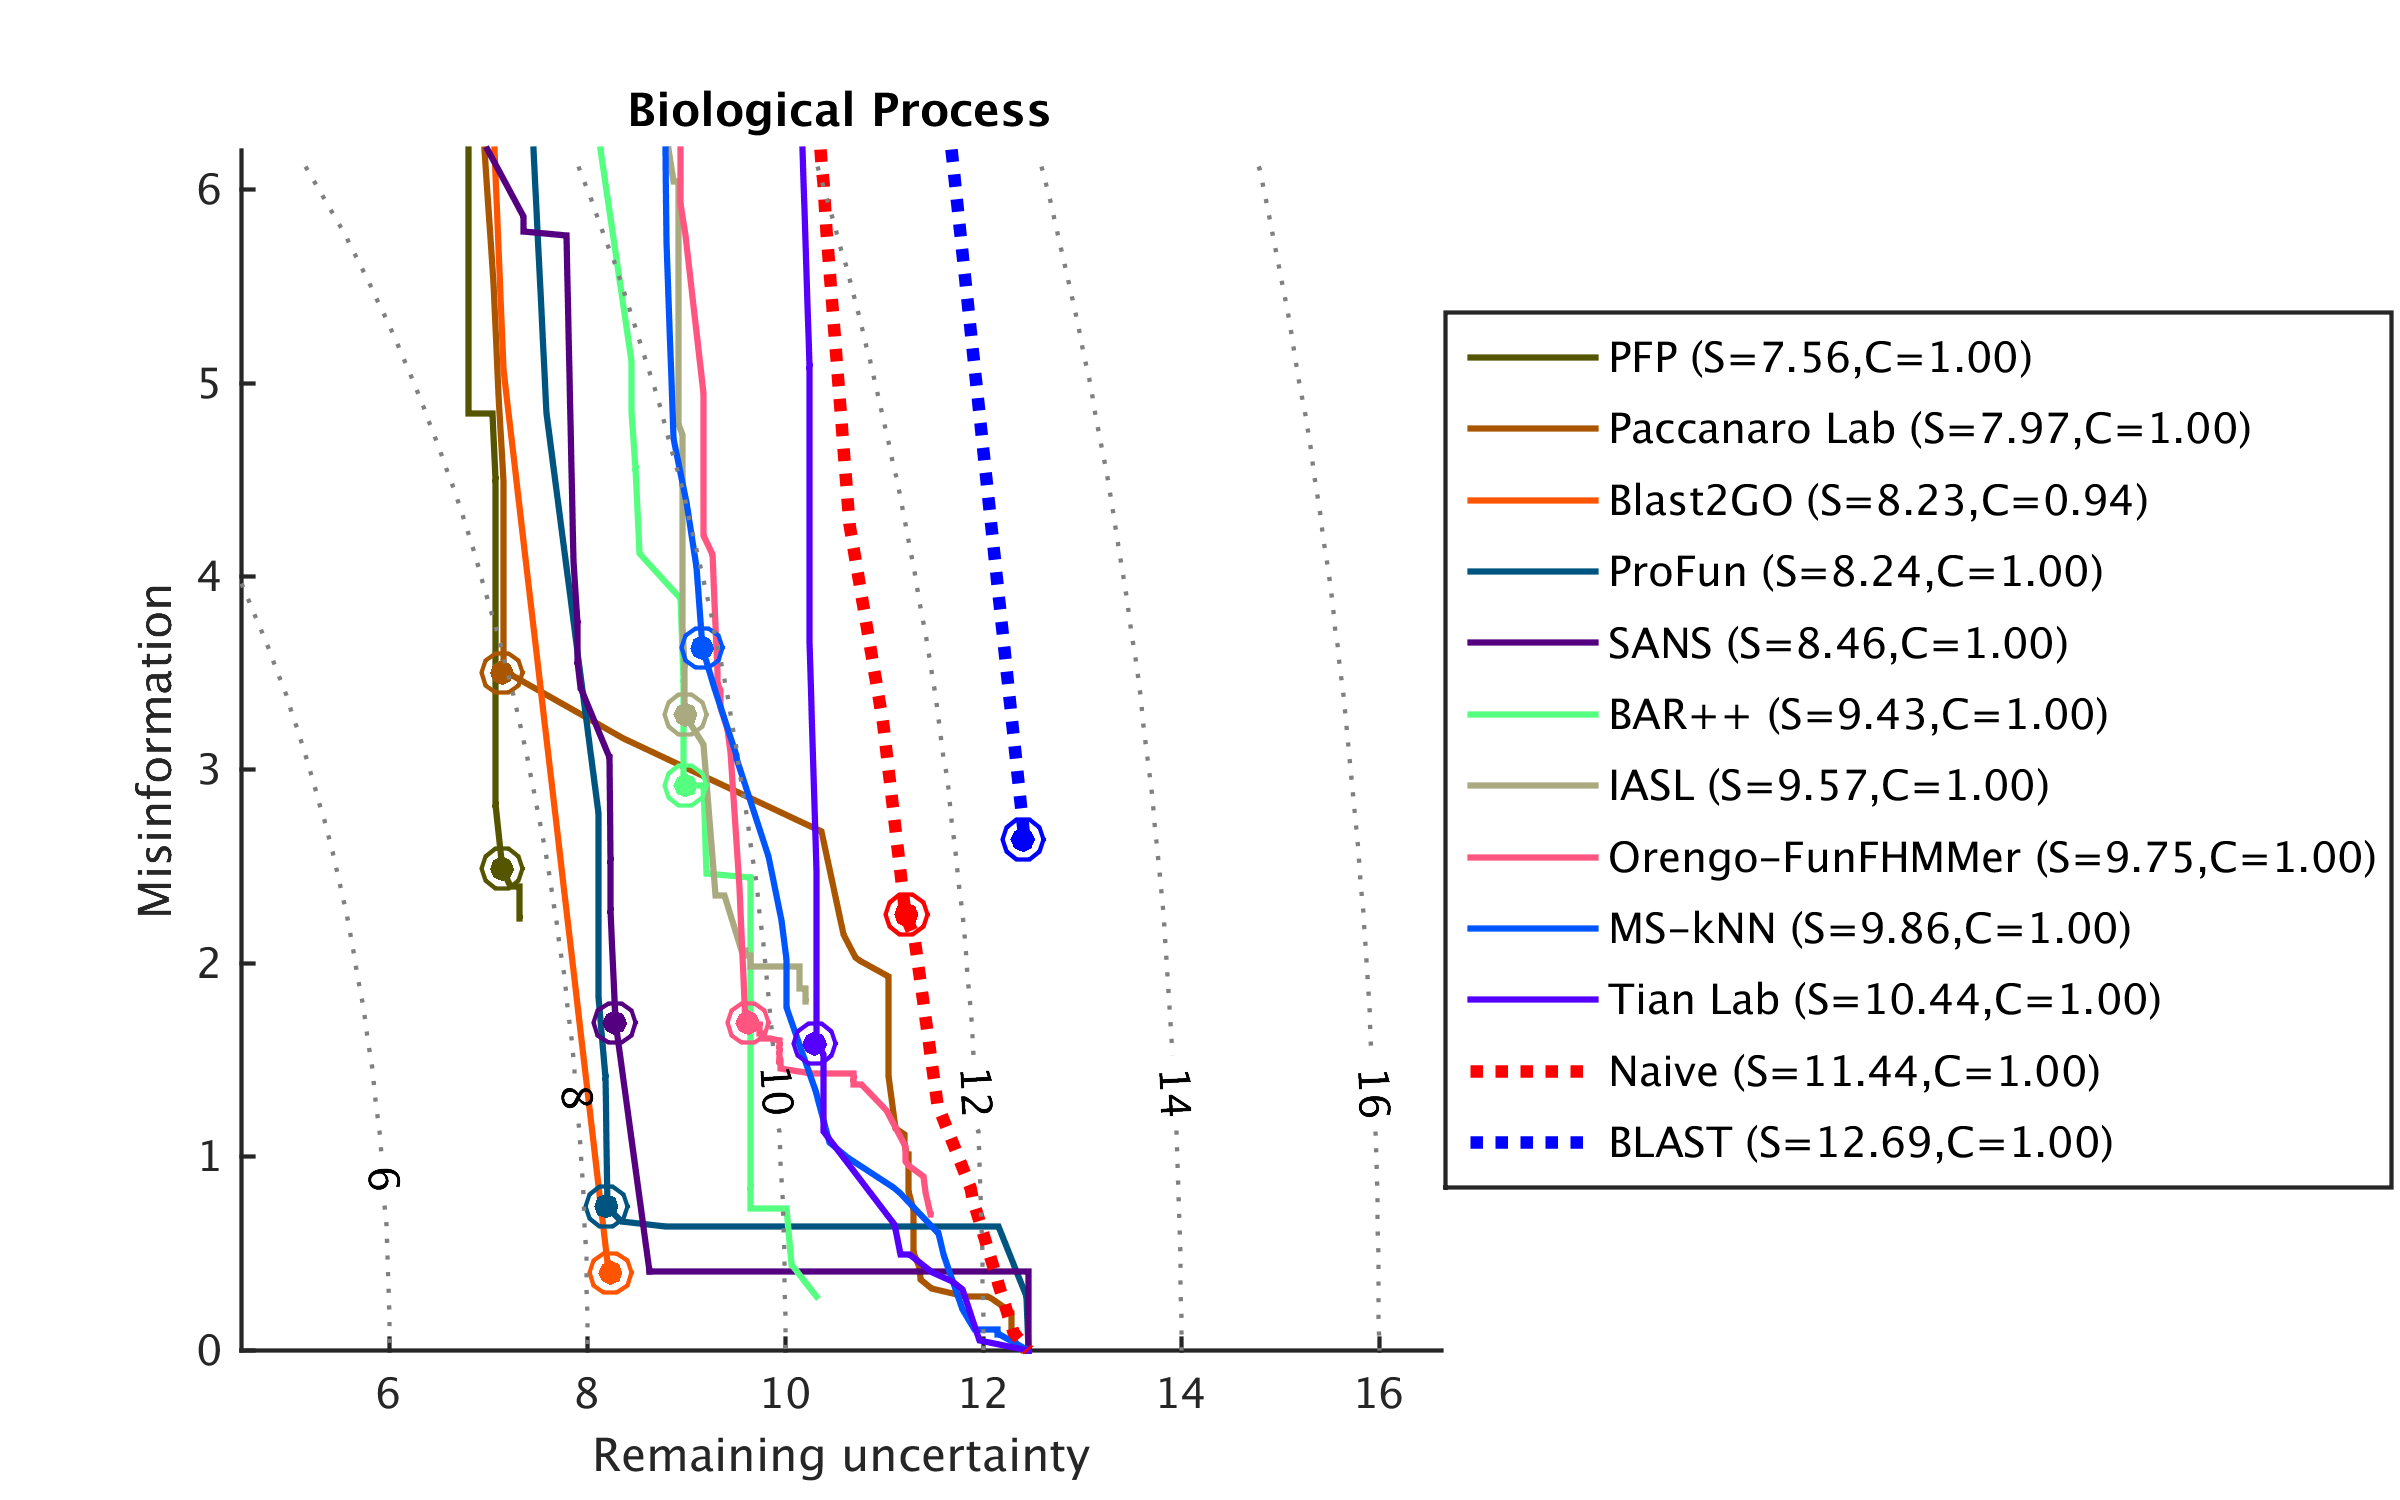 Biological Process
Misinformation
6
5
4
3
2
1
0
6
8
10
12
14
16
6
8
10
12
14
16
Remaining uncertainty
PFP (S=7.56,C=1.00)
Paccanaro Lab (S=7.97,C=1.00)
Blast2GO (S=8.23,C=0.94)
ProFun (S=8.24,C=1.00)
SANS (S=8.46,C=1.00)
BAR++ (S=9.43,C=1.00)
IASL (S=9.57,C=1.00)
Orengo-FunFHMMer (S=9.75,C=1.00)
MS-kNN (S=9.86,C=1.00)
Tian Lab (S=10.44,C=1.00)
Naive (S=11.44,C=1.00)
BLAST (S=12.69,C=1.00)